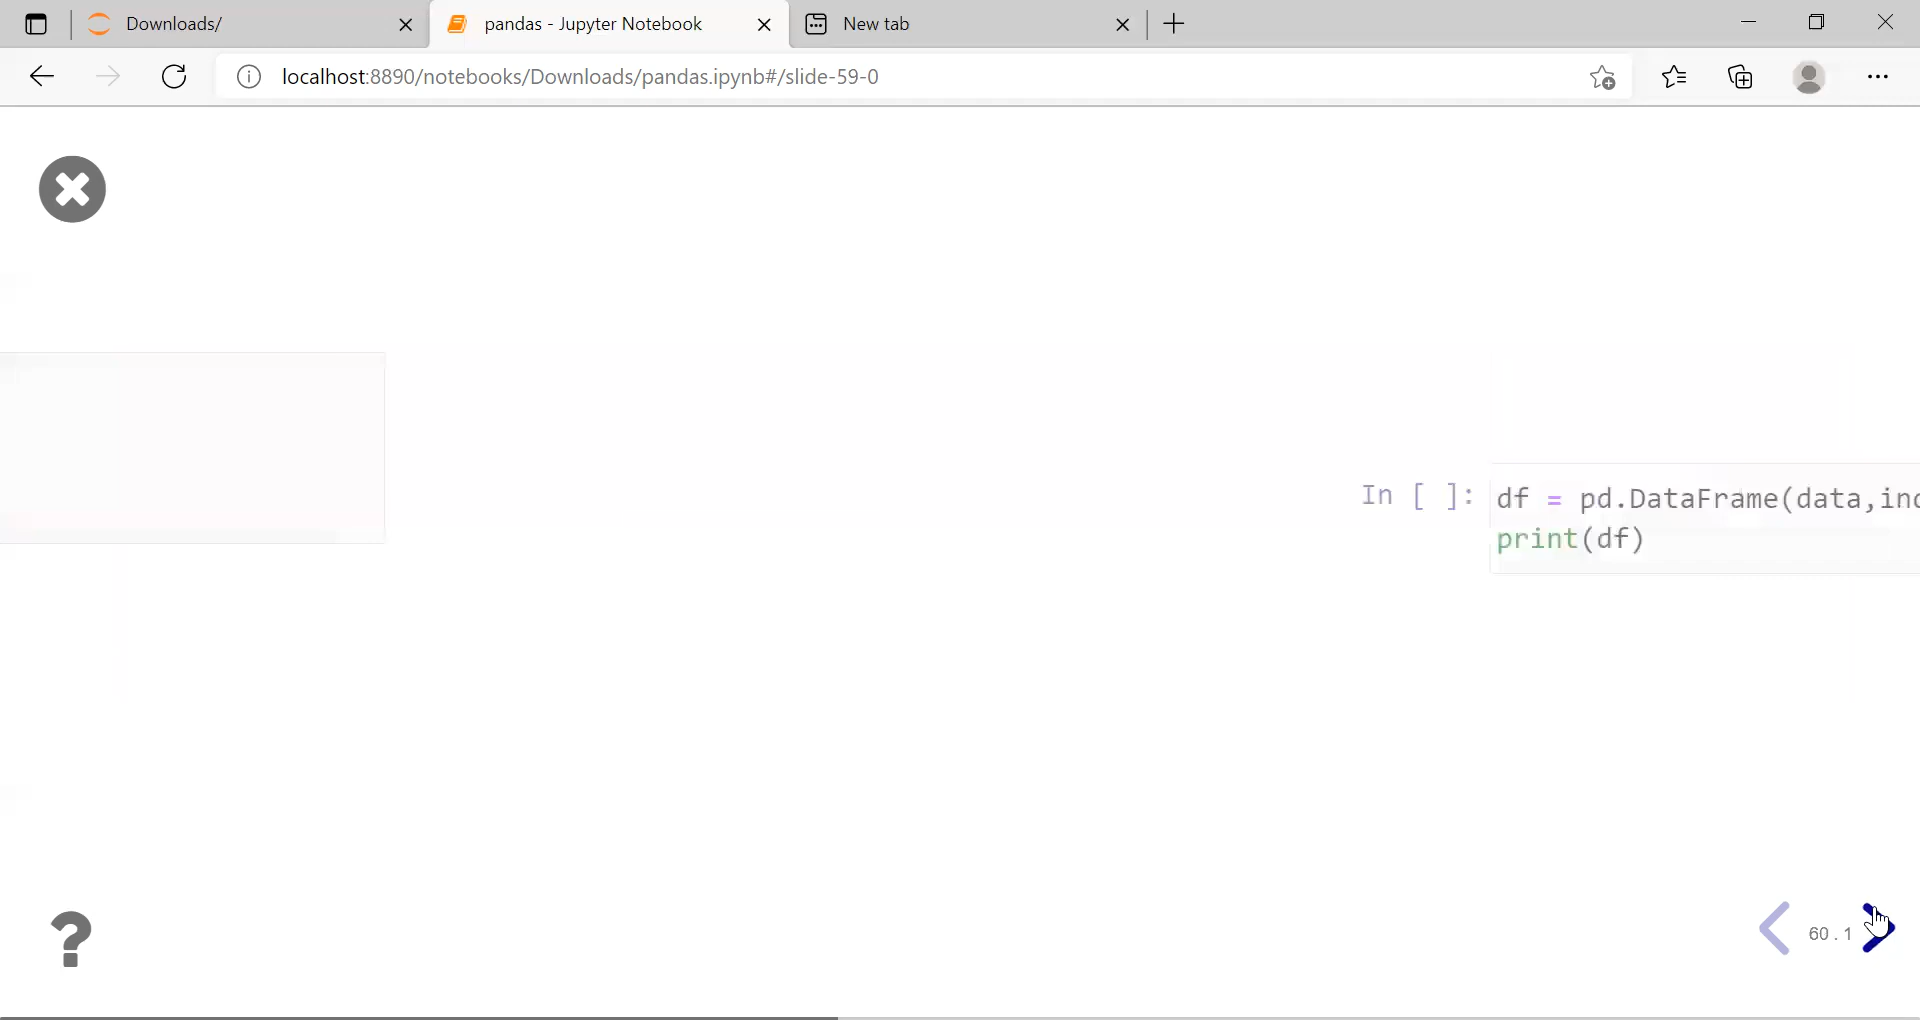 Downloads/
pandas - Jupyter Notebook
New tab
localhost:8890/notebooks/Downloads/pandas.ipynb#/slide-59-0
In [ ]: df = pd.DataFrame(data,ind
print(df)
60 . 1